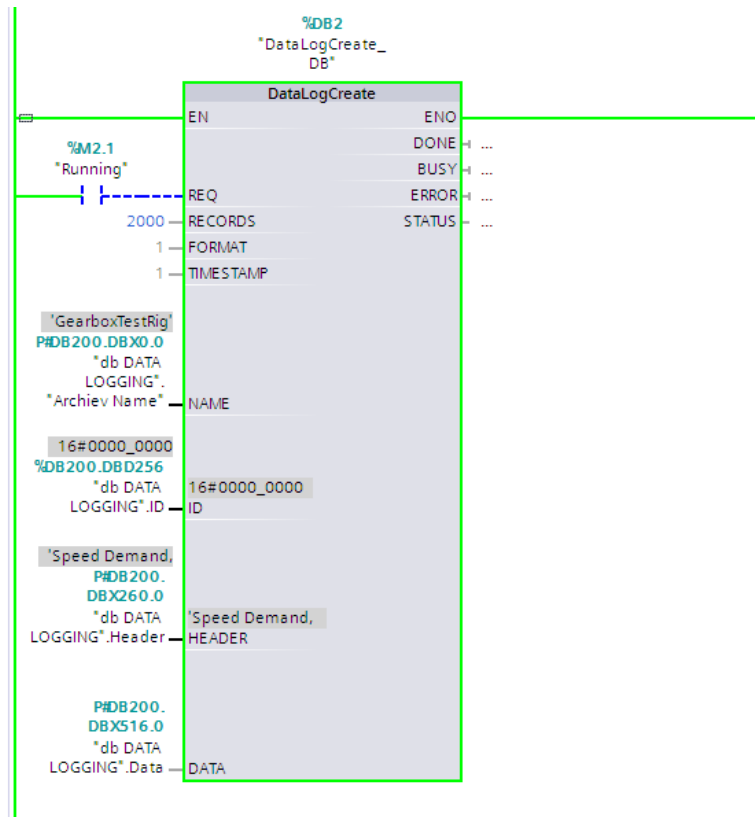 %DB2
"DataLogCreate_
DB"
DataLogCreate
EN ENO
DONE ...
%M2.1
"Running"
BUSY ...
REQ ERROR ...
2000 RECORDS STATUS ...
1 FORMAT
1 TIMESTAMP
'GearboxTestRig'
P#DB200.DBX0.0
"db DATA
LOGGING".
"Archiev Name" NAME
16#0000_0000
%DB200.DBD256
"db DATA 16#0000_0000
LOGGING".ID ID
'Speed Demand,
P#DB200.
DBX260.0
"db DATA 'Speed Demand,
LOGGING".Header HEADER
P#DB200.
DBX516.0
"db DATA
LOGGING".Data DATA